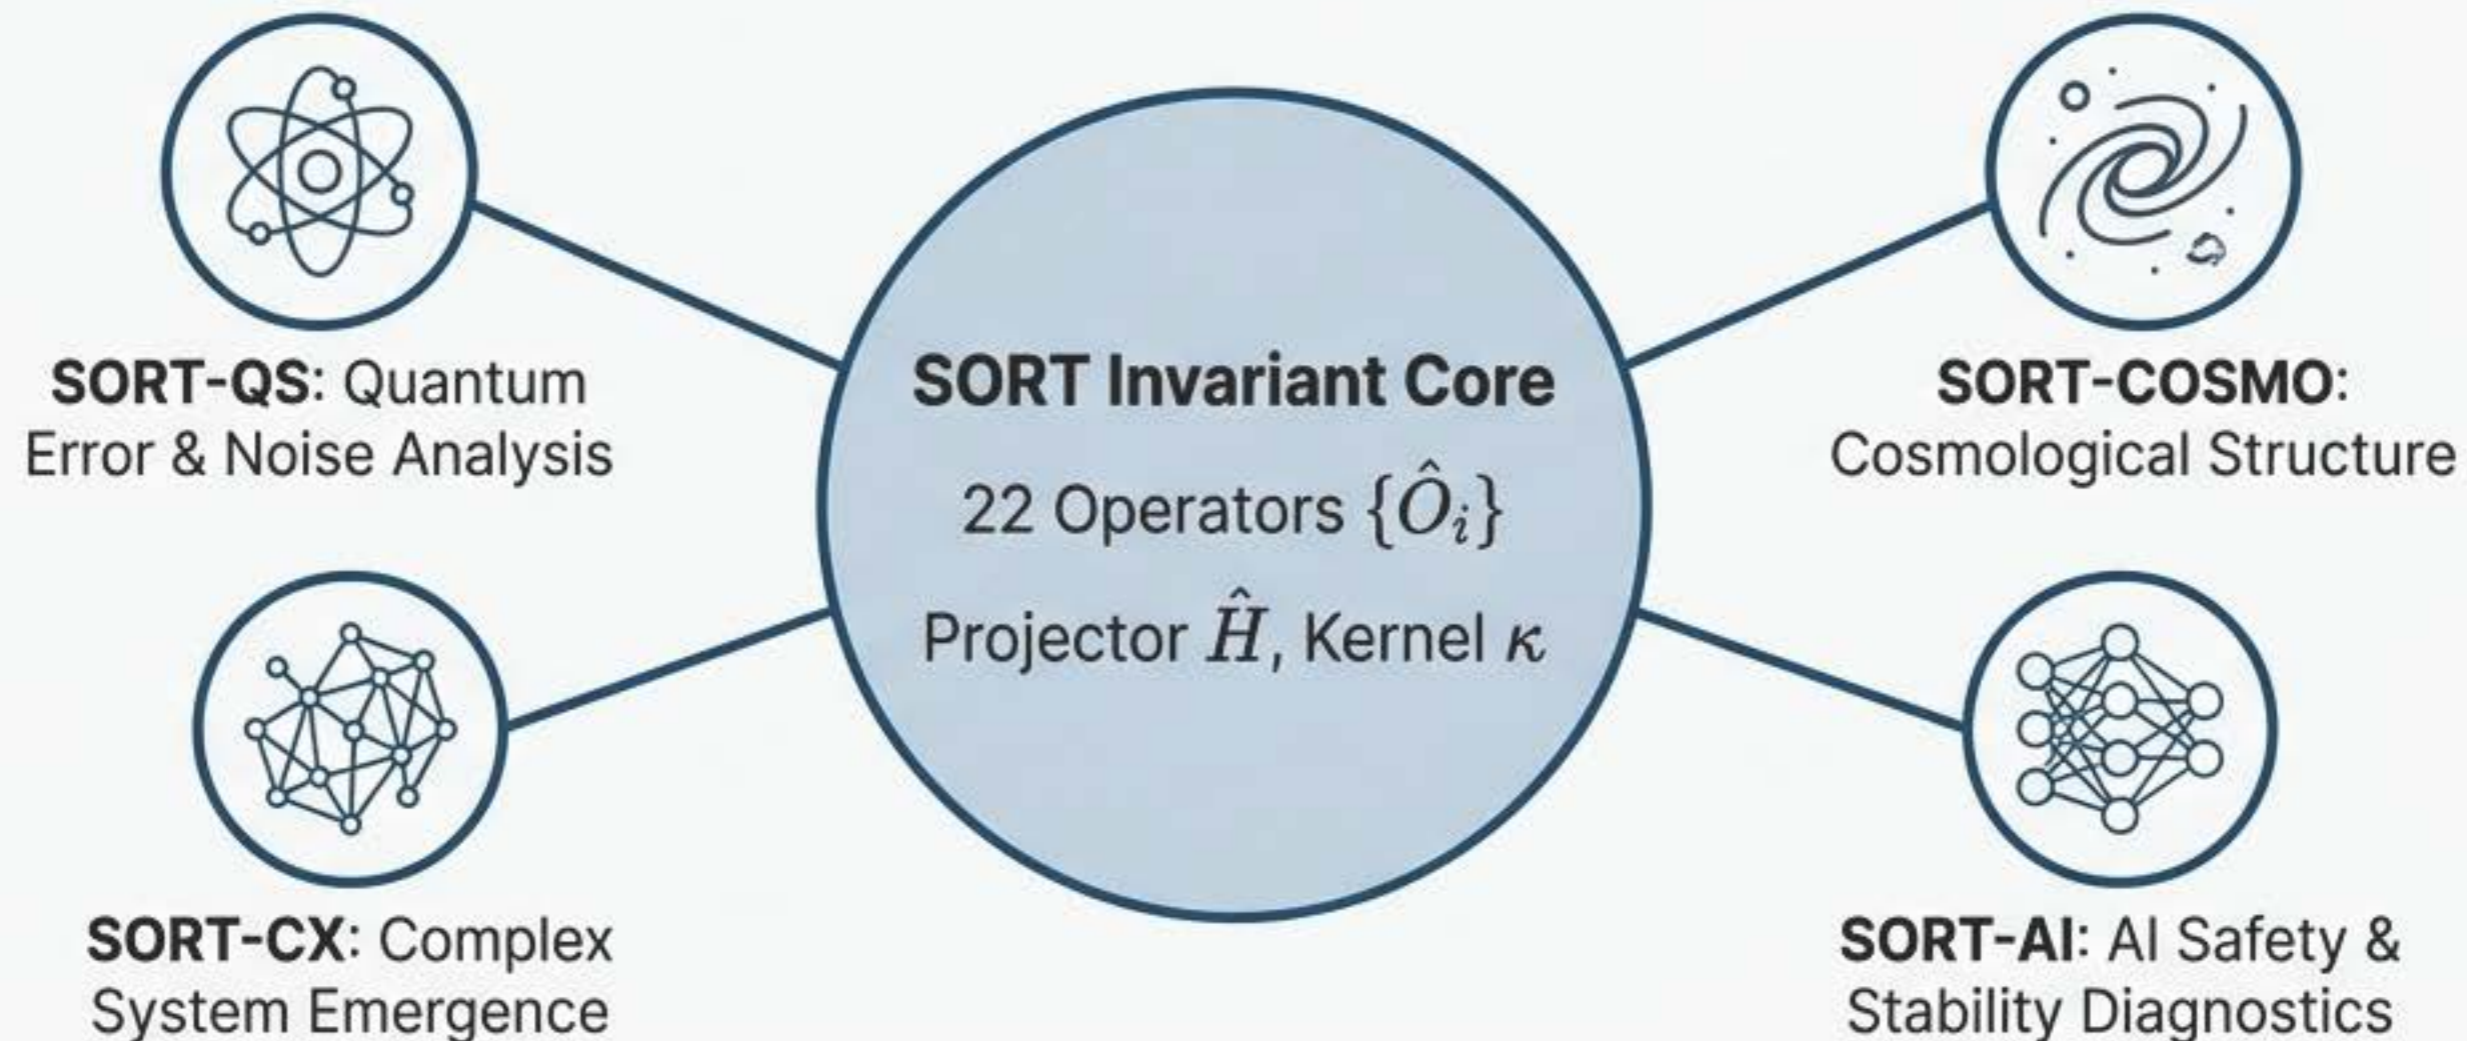 SORT-QS: Quantum
Error & Noise Analysis
SORT-COSMO:
Cosmological Structure
SORT Invariant Core
22 Operators {Ôᵢ}
Projector Ĥ, Kernel κ
SORT-CX: Complex
System Emergence
SORT-AI: AI Safety &
Stability Diagnostics